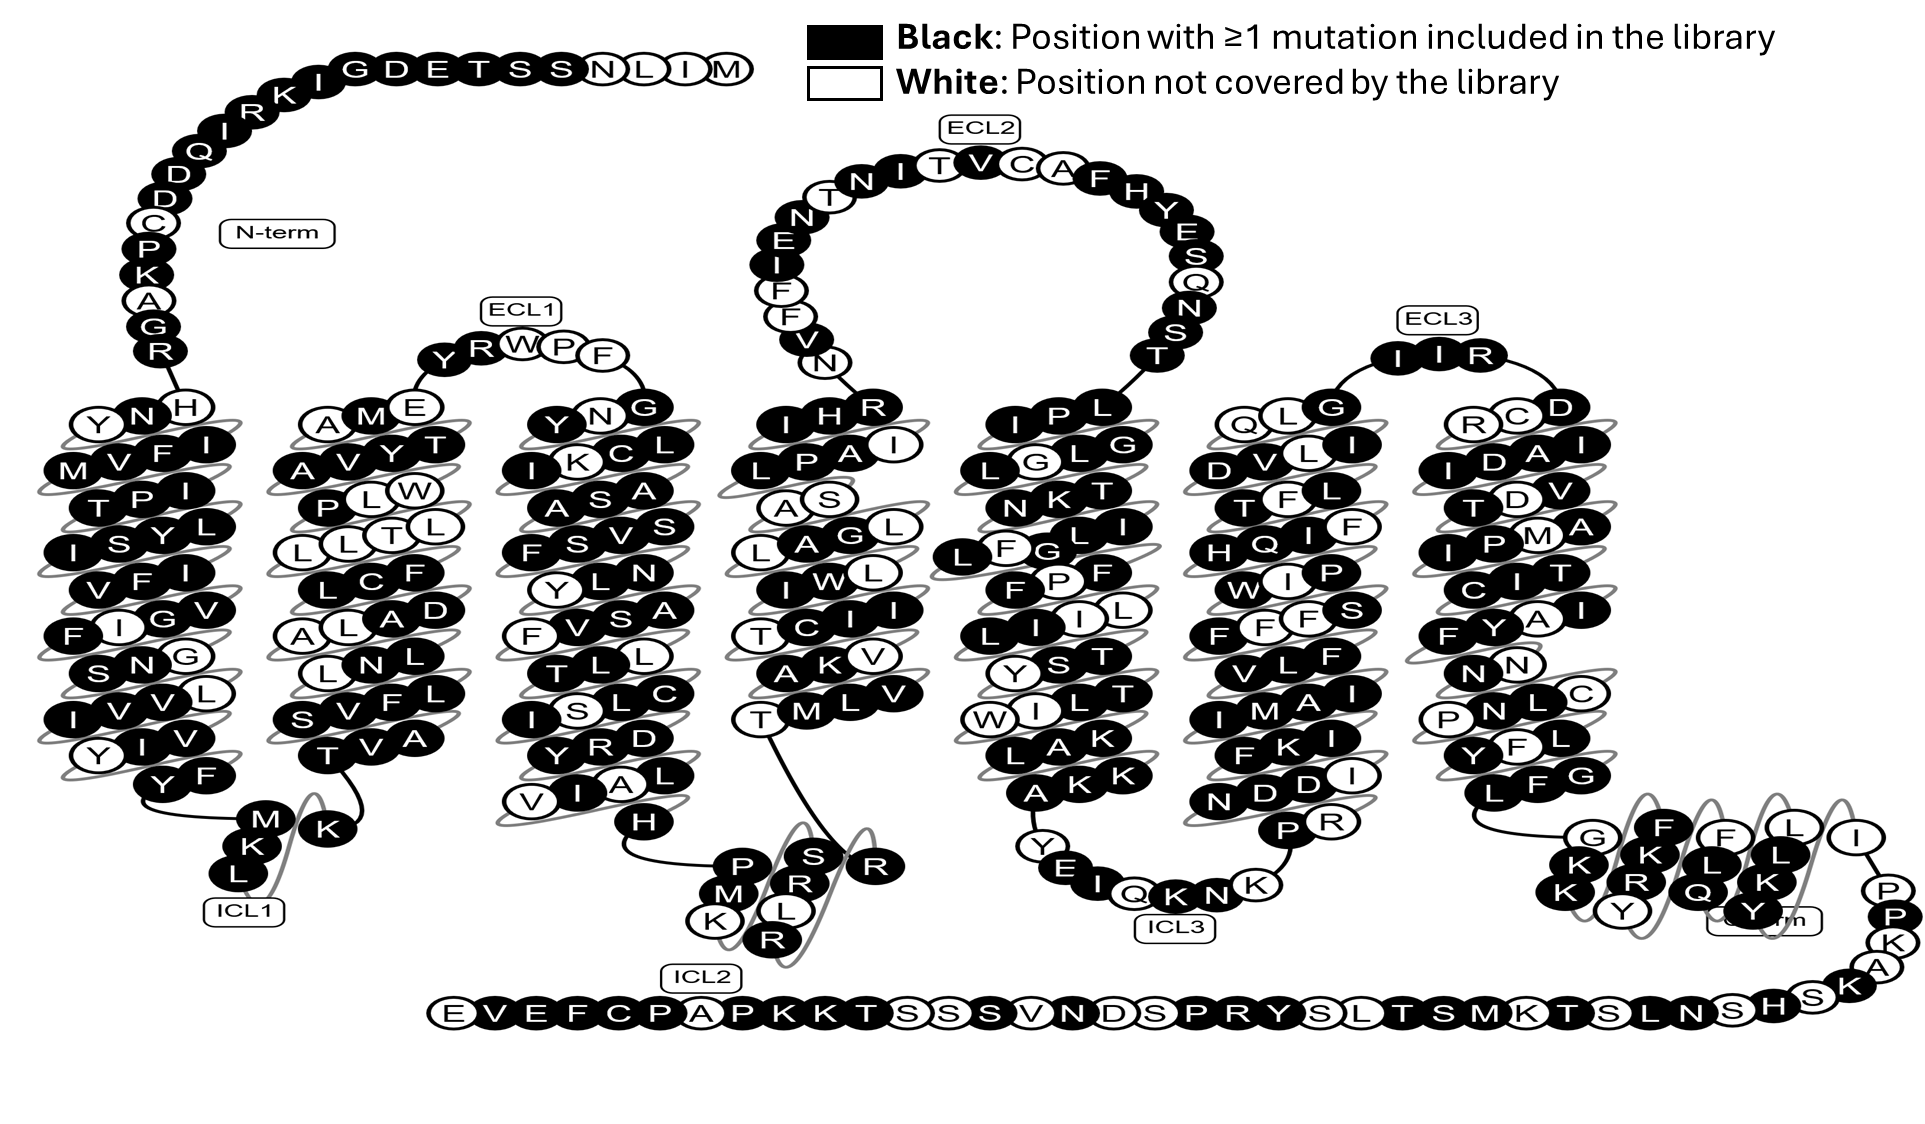 Black: Position with ≥1 mutation included in the library
White: Position not covered by the library
G D E T S S N L I M
I
K
R
I
Q
D
D
C
P
K
A
G
R
N-term
Y N H
M V F I
T P I
I S Y L
V F I
F I G V
S N G
I V V L
Y I V
Y F
M
K
L
K
ICL1
ECL1
Y R W P F
A M E
A V Y T
P L W
L L T L
L C F
A L A D
L N L
S V F L
T V A
Y N G
I K C L
A S A
F S V S
Y L N
F V S A
T L L
I S L C
Y R D
V I A L
H
P
M
K
S
R
L
R
R
ICL2
ECL2
N I T V C A F H Y
T
N
E
I
F
F
V
N
E
S
Q
N
S
T
I H R
L P A I
A S
L A G L
I W L
T C I I
A K V
T M L V
I P L
L G L G
N K T
L F G L I
F P F
L I I L
Y S T
W I L T
L A K
A K K
Y
E I Q K N K
ICL3
ECL3
I I R
Q L G
D V L I
T F L
H Q I F
W I P
F F F S
V L F
I M A I
F K I
N D D I
P R
R C D
I D A I
T D V
I P M A
C I T
F Y A I
N N
P N L C
Y F L
L F G
G F F L I
K K L L
K R Q K
Y Y
P
P
K
A
E V E F C P A P K K T S S S V N D S P R Y S L T S M K T S L N S H S K